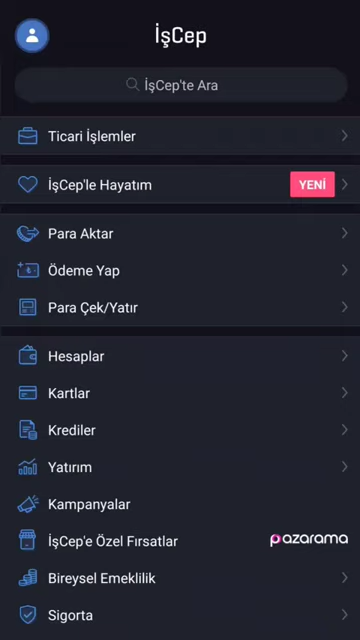 İşCep
İşCep'te Ara
Ticari İşlemler
İşCep'le Hayatım YENİ
Para Aktar
Ödeme Yap
Para Çek/Yatır
Hesaplar
Kartlar
Krediler
Yatırım
Kampanyalar
İşCep'e Özel Fırsatlar pazarama
Bireysel Emeklilik
Sigorta